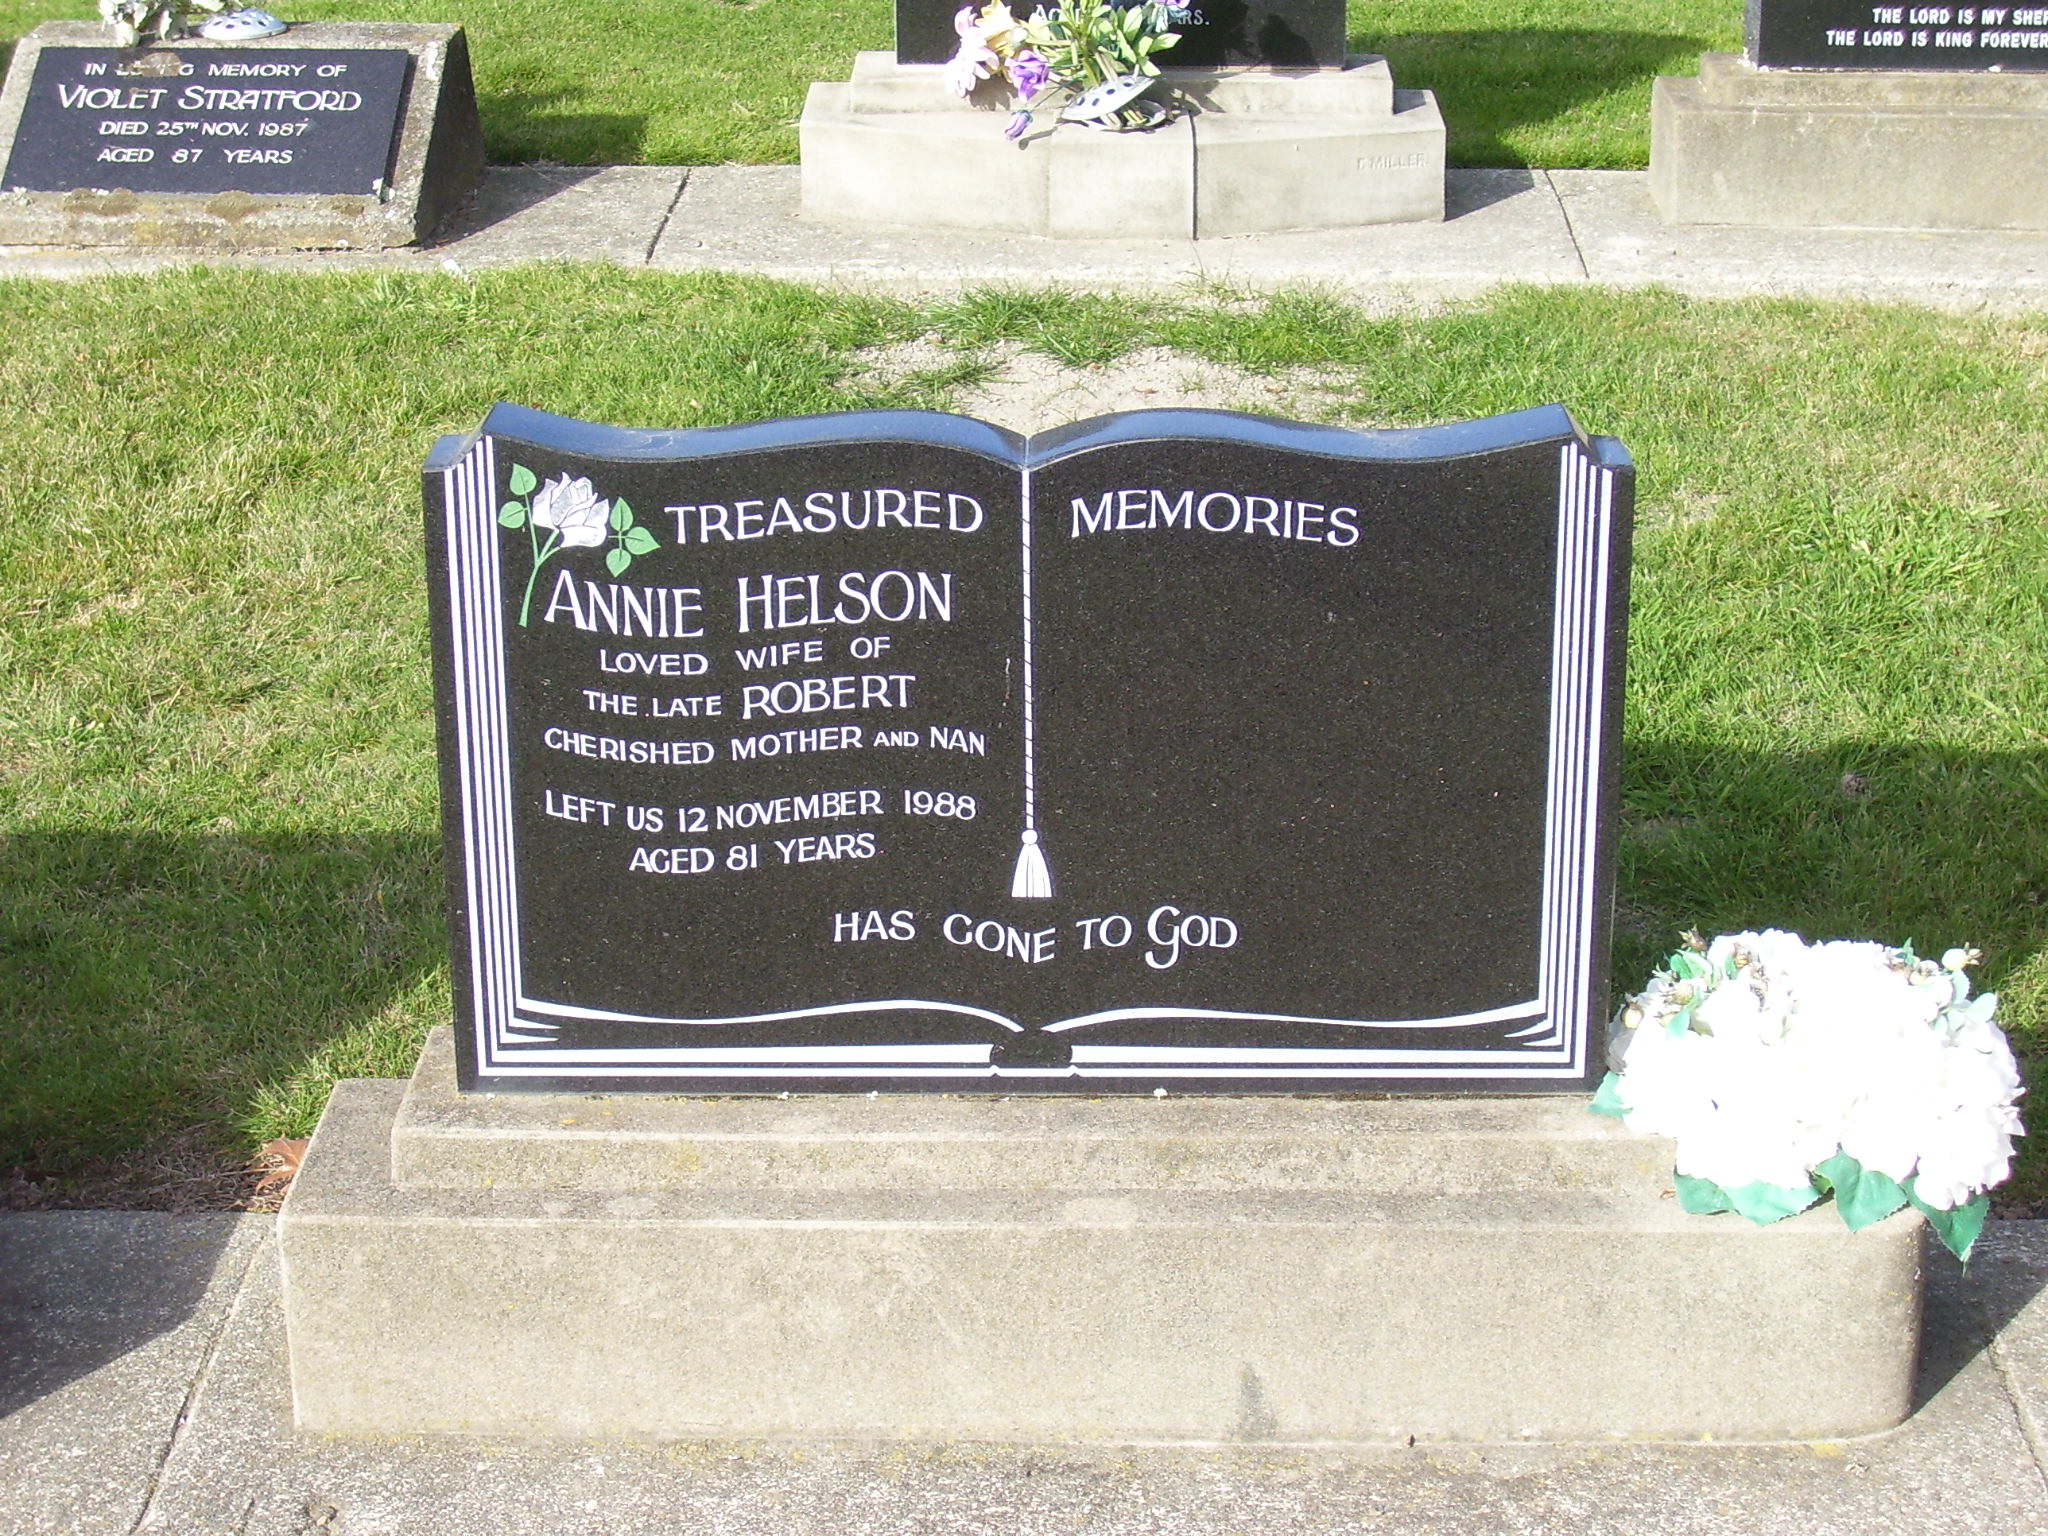 IN LOVING MEMORY OF
VIOLET STRATFORD
DIED 25TH NOV. 1987
AGED 87 YEARS
THE LORD IS MY
THE LORD IS KING FOREVER
C. MILLER
TREASURED MEMORIES
ANNIE HELSON
LOVED WIFE OF
THE LATE ROBERT
CHERISHED MOTHER AND NAN
LEFT US 12 NOVEMBER 1988
AGED 81 YEARS
HAS GONE TO GOD